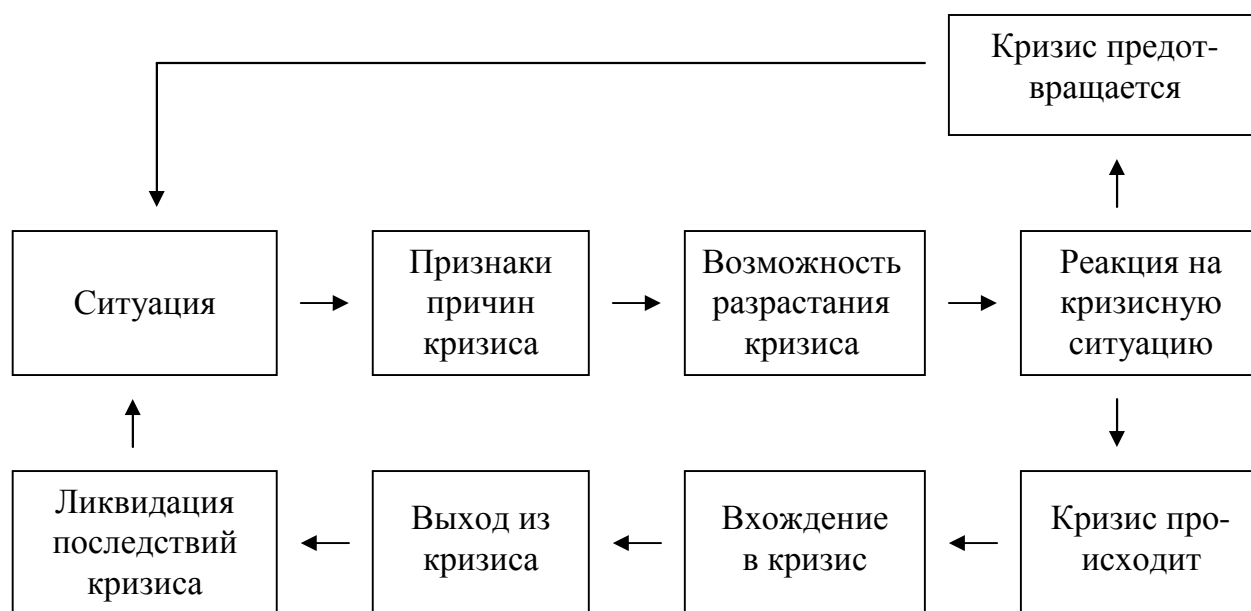 Кризис предот-
вращается
Ситуация
Признаки
причин
кризиса
Возможность
разрастания
кризиса
Реакция на
кризисную
ситуацию
Ликвидация
последствий
кризиса
Выход из
кризиса
Вхождение
в кризис
Кризис про-
исходит